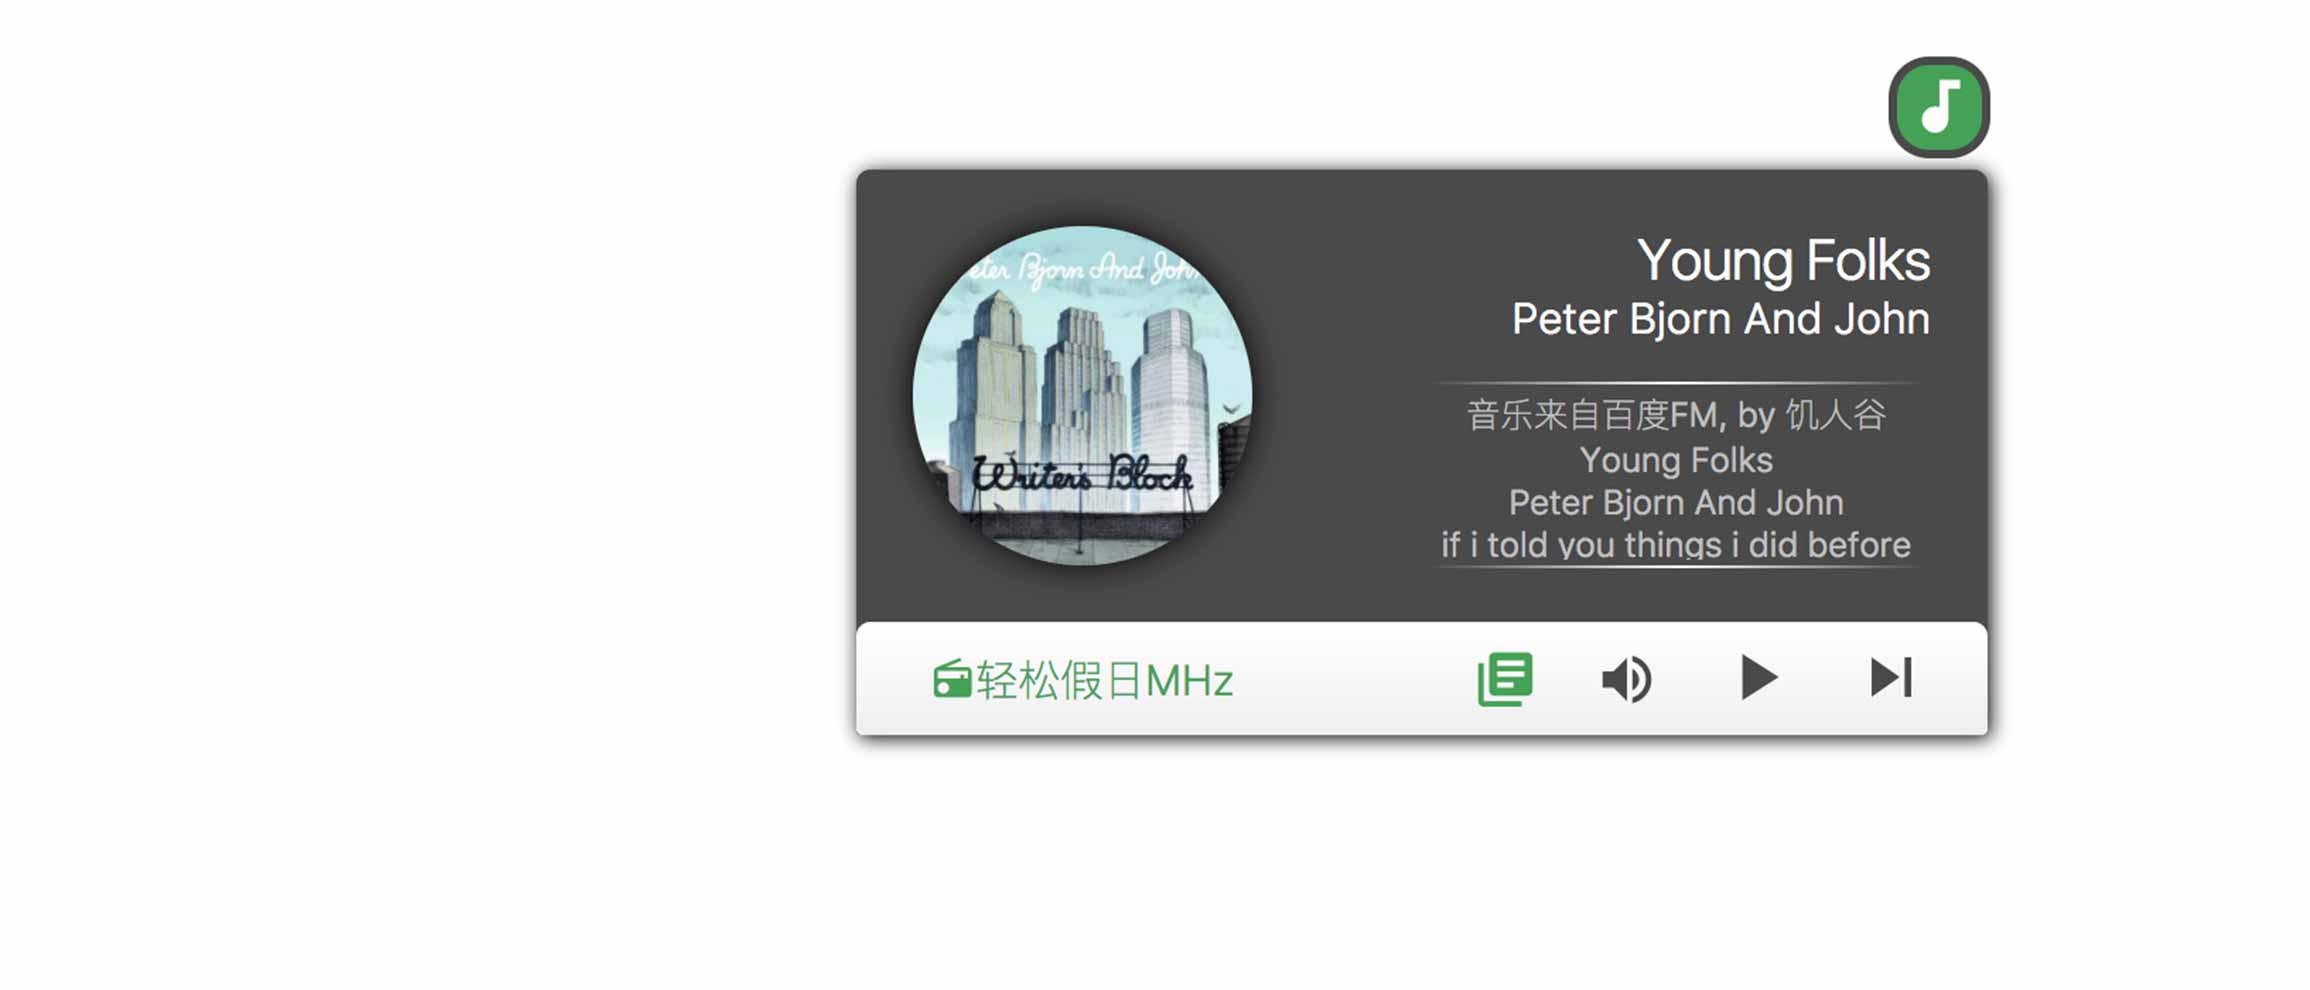 Young Folks
Peter Bjorn And John
eter Bjorn And John
Writer's Block
音乐来自百度FM, by 饥人谷
Young Folks
Peter Bjorn And John
if i told you things i did before
轻松假日MHz